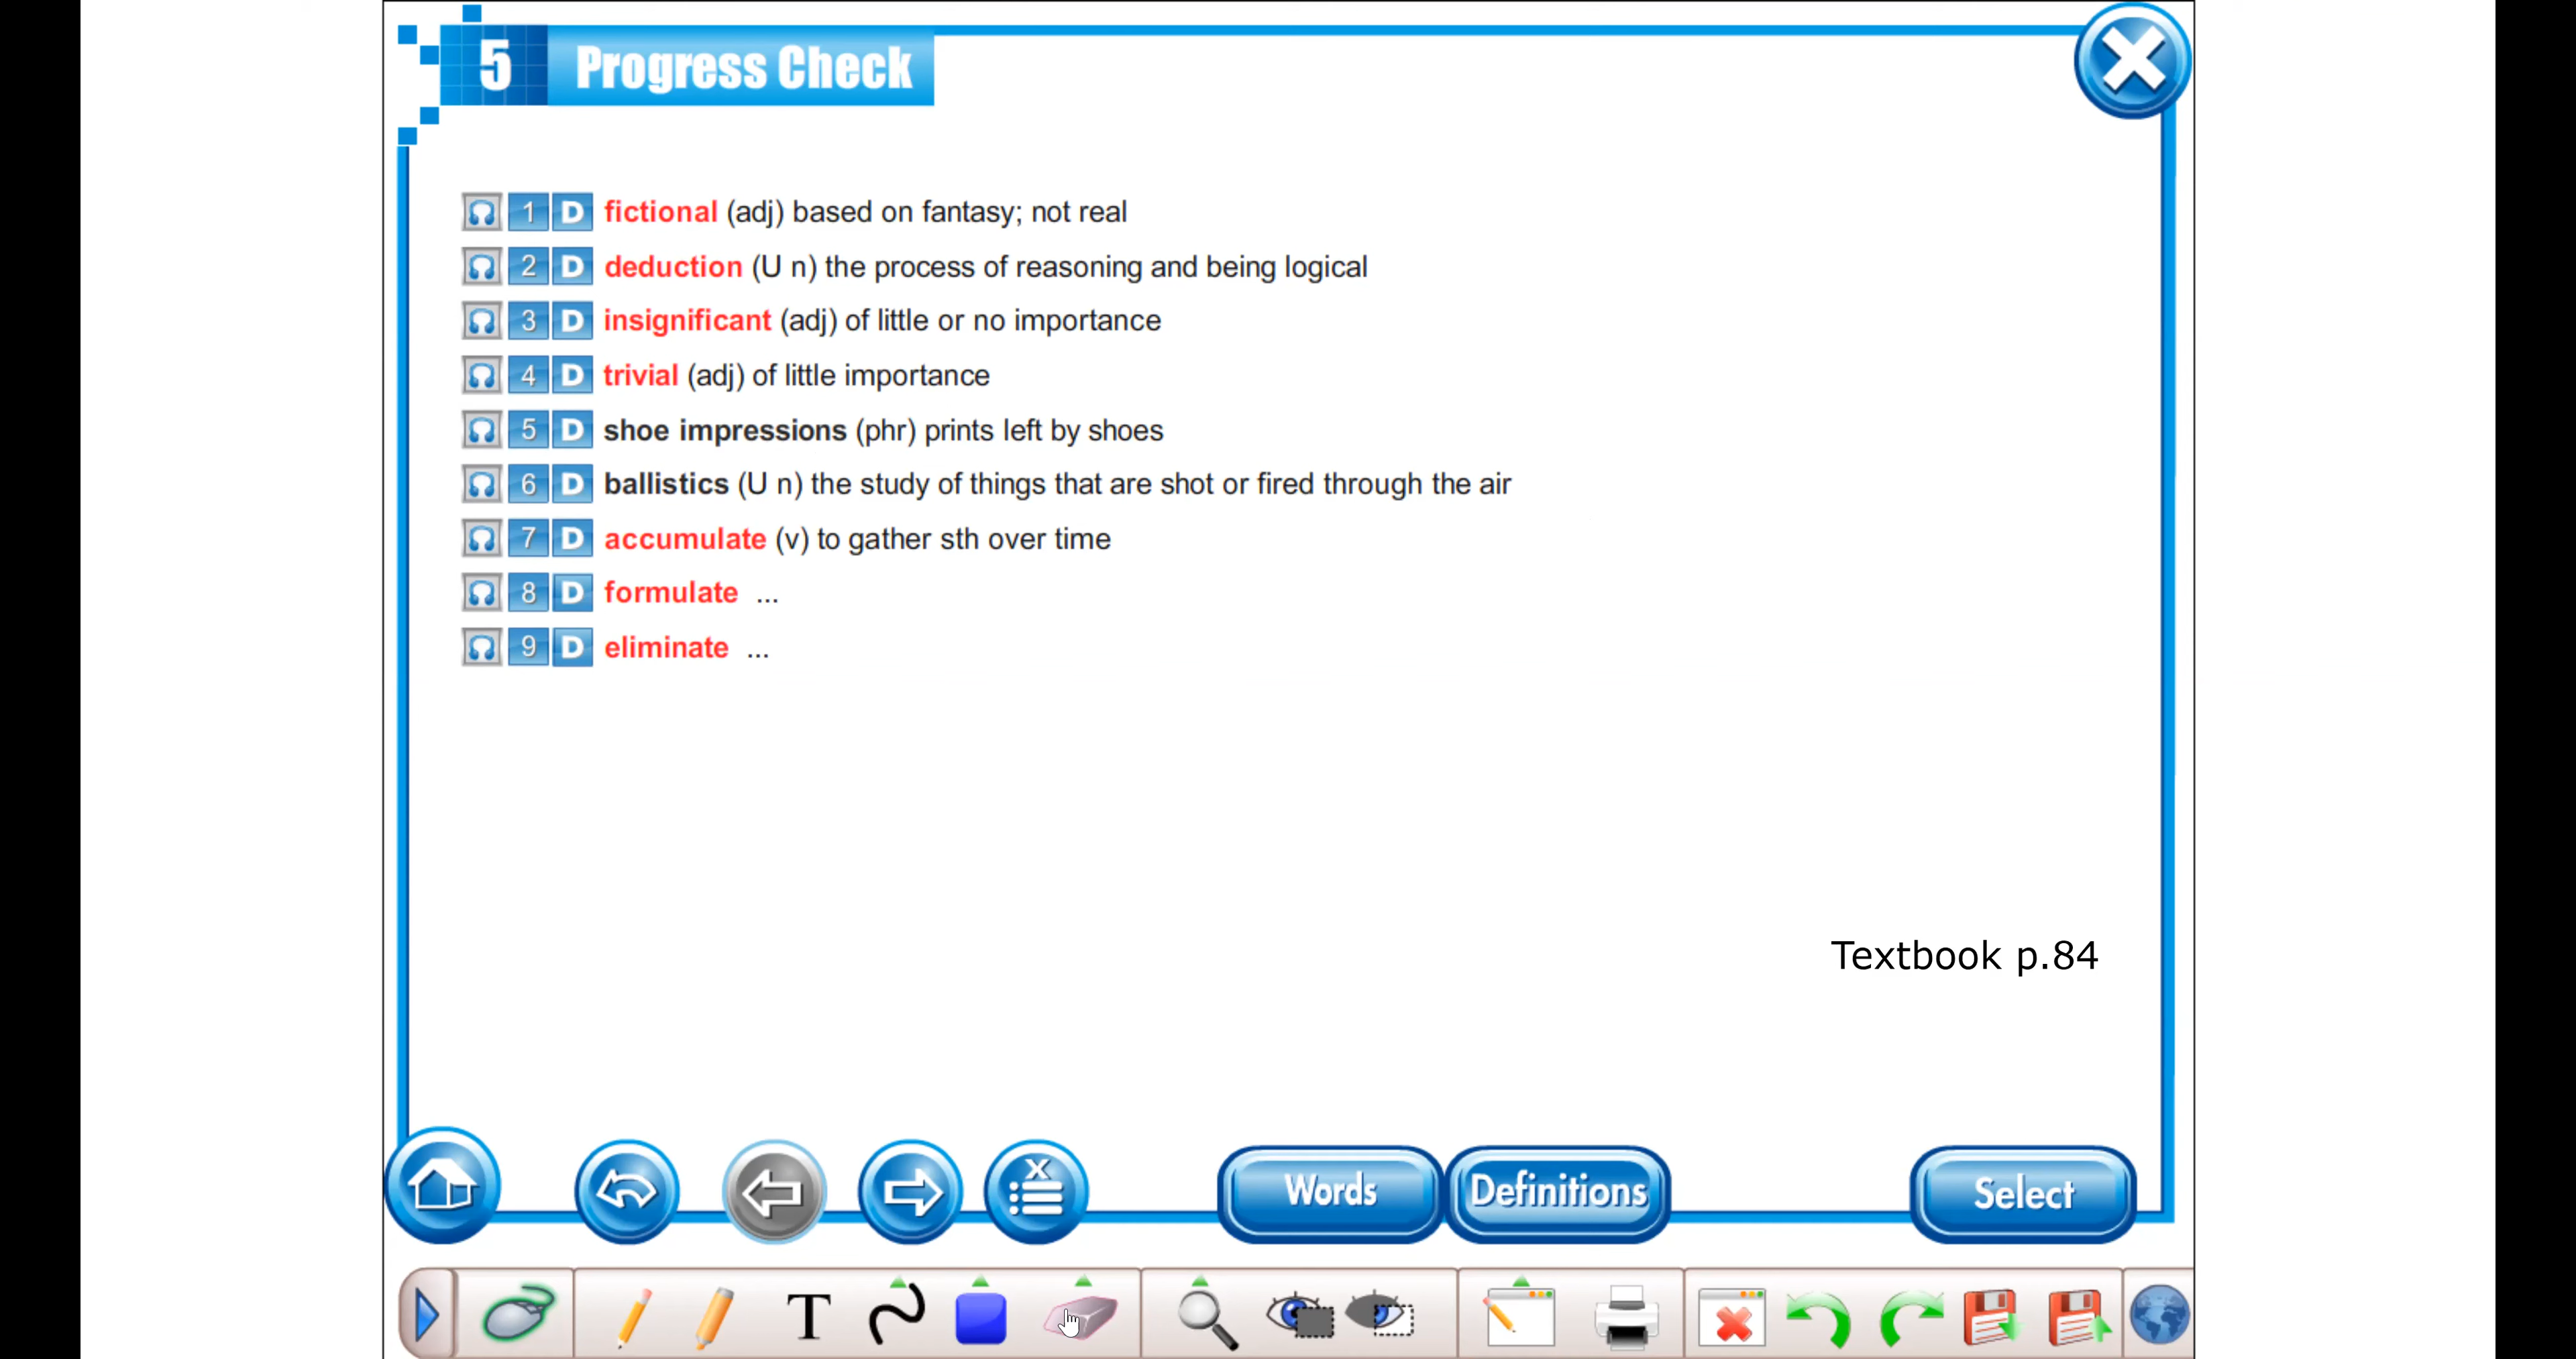 5 Progress Check
1 D fictional (adj) based on fantasy; not real
2 D deduction (U n) the process of reasoning and being logical
3 D insignificant (adj) of little or no importance
4 D trivial (adj) of little importance
5 D shoe impressions (phr) prints left by shoes
6 D ballistics (U n) the study of things that are shot or fired through the air
7 D accumulate (v) to gather sth over time
8 D formulate ...
9 D eliminate ...
Textbook p.84
Words Definitions Select
T